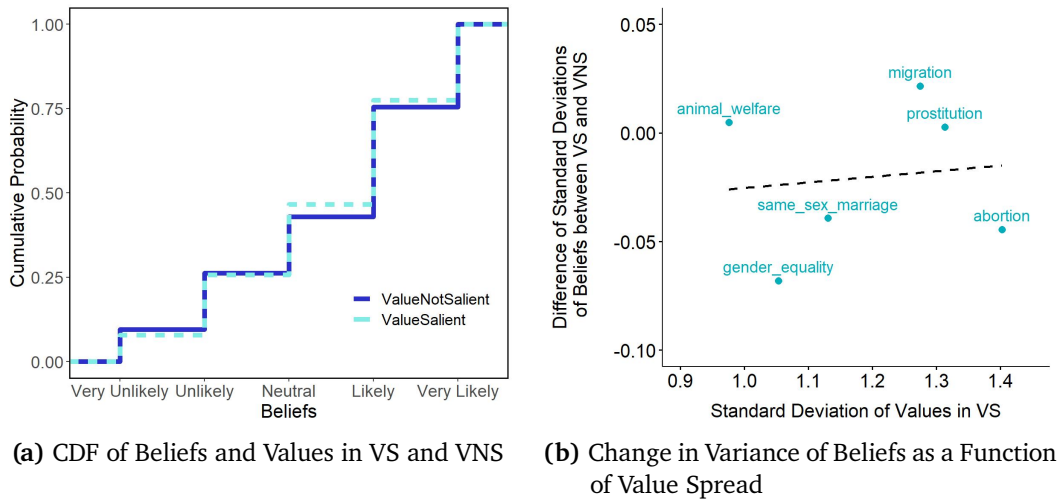 1.00
0.75
0.50
0.25
0.00
Cumulative Probability
ValueNotSalient
ValueSalient
Very Unlikely Unlikely Neutral Likely Very Likely
Beliefs
(a) CDF of Beliefs and Values in VS and VNS
0.05
0.00
-0.05
-0.10
Difference of Standard Deviations
of Beliefs between VS and VNS
migration
animal_welfare
prostitution
same_sex_marriage
abortion
gender_equality
0.9 1.0 1.1 1.2 1.3 1.4
Standard Deviation of Values in VS
(b) Change in Variance of Beliefs as a Function
of Value Spread